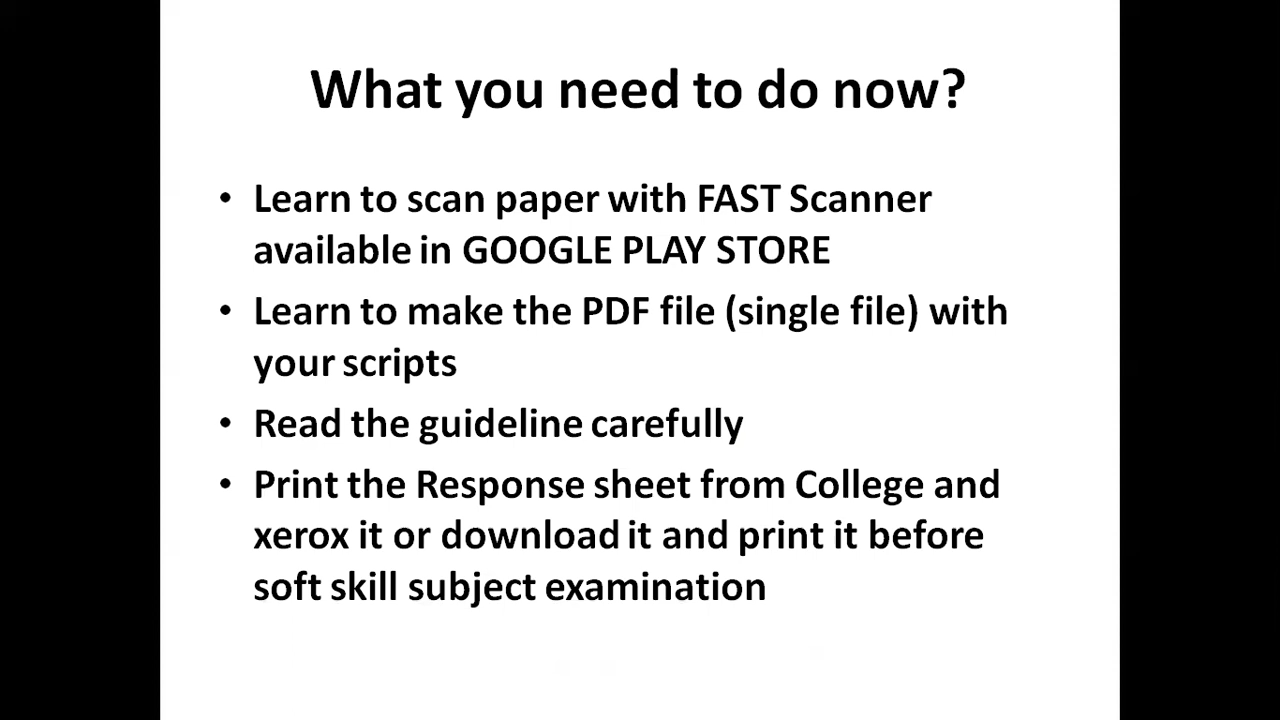 What you need to do now?
• Learn to scan paper with FAST Scanner
available in GOOGLE PLAY STORE
• Learn to make the PDF file (single file) with
your scripts
• Read the guideline carefully
• Print the Response sheet from College and
xerox it or download it and print it before
soft skill subject examination